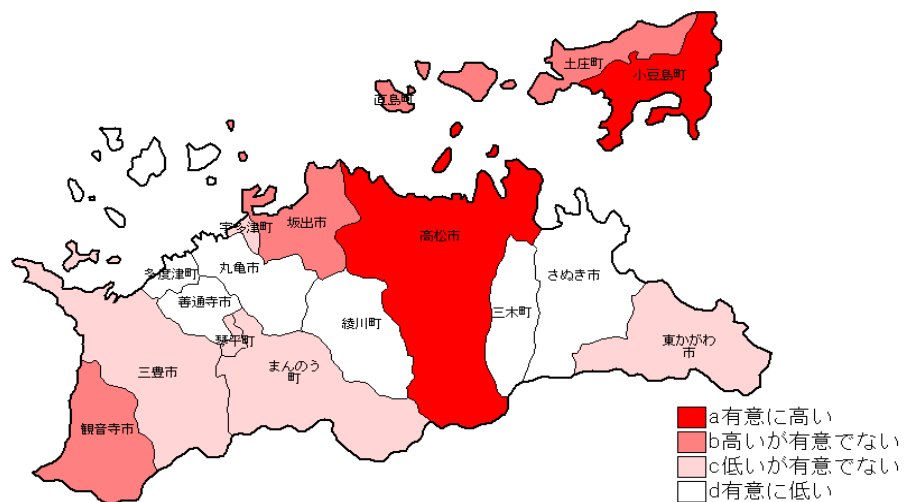 土庄町
小豆島町
直島町
宇多津町
坂出市
高松市
多度津町
丸亀市
さぬき市
善通寺市
綾川町
三木町
琴平町
まんのう
町
東かがわ
市
三豊市
観音寺市
a有意に高い
b高いが有意でない
c低いが有意でない
d有意に低い